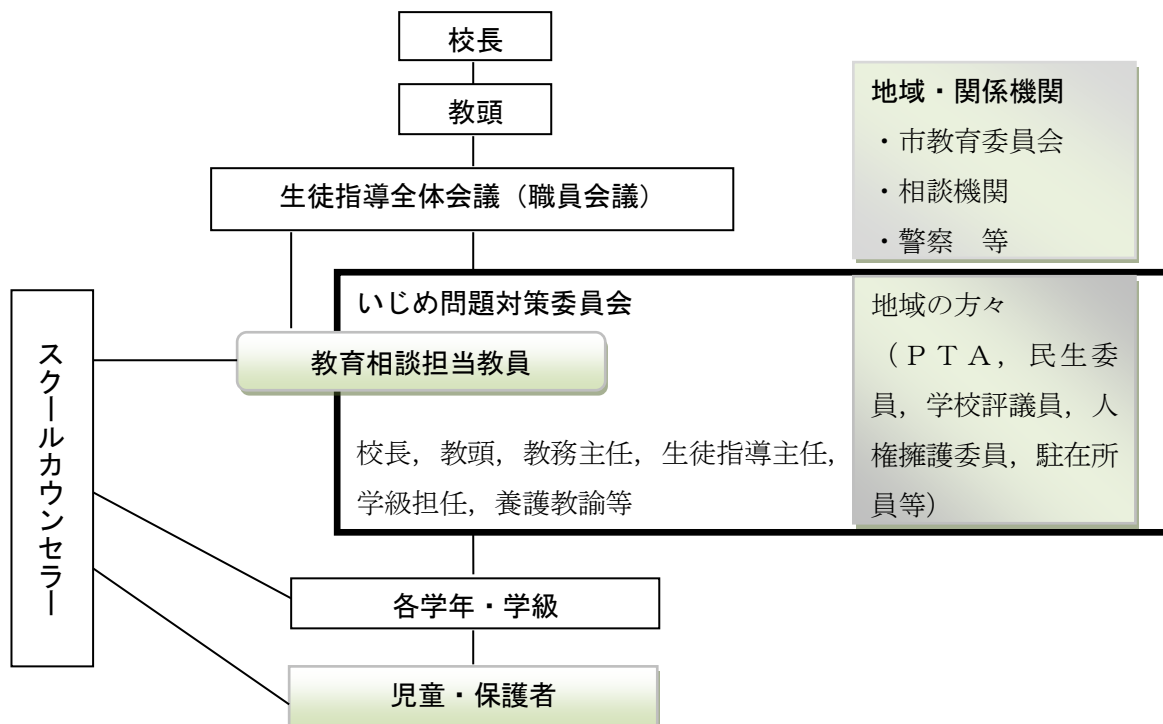 校長
教頭
生徒指導全体会議（職員会議）
地域・関係機関
・市教育委員会
・相談機関
・警察　等
いじめ問題対策委員会
教育相談担当教員
校長，教頭，教務主任，生徒指導主任，
学級担任，養護教諭等
地域の方々
（ＰＴＡ，民生委
員，学校評議員，人
権擁護委員，駐在所
員等）
スクールカウンセラー
各学年・学級
児童・保護者